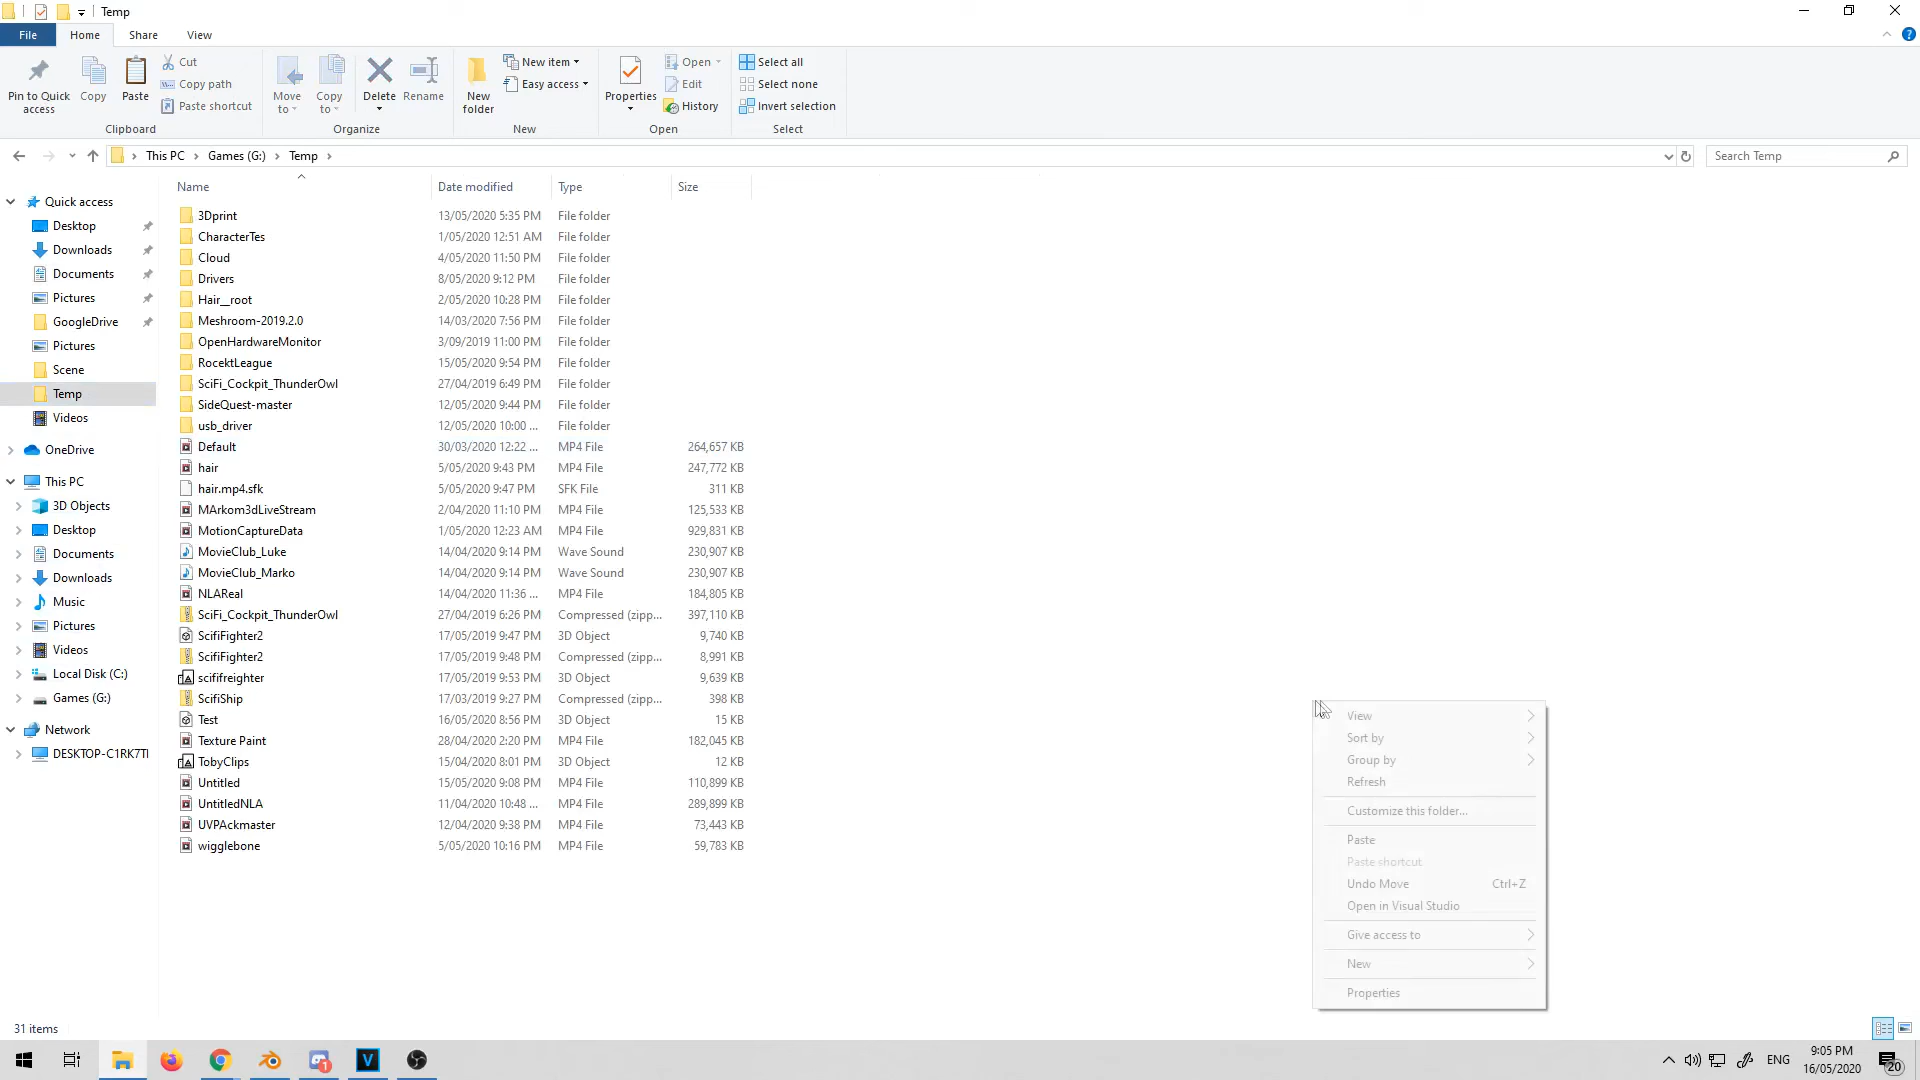 Temp
File Home Share View
Pin to Quick access
Copy
Paste
Cut
Copy path
Paste shortcut
Clipboard
Move to
Copy to
Delete
Rename
Organize
New folder
New item
Easy access
New
Properties
Open
Edit
History
Open
Select all
Select none
Invert selection
Select
This PC > Games (G:) > Temp >
Search Temp
Quick access
Desktop
Downloads
Documents
Pictures
GoogleDrive
Pictures
Scene
Temp
Videos
OneDrive
This PC
3D Objects
Desktop
Documents
Downloads
Music
Pictures
Videos
Local Disk (C:)
Games (G:)
Network
DESKTOP-C1RK7TI
Name Date modified Type Size
3Dprint 13/05/2020 5:35 PM File folder
CharacterTes 1/05/2020 12:51 AM File folder
Cloud 4/05/2020 11:50 PM File folder
Drivers 8/05/2020 9:12 PM File folder
Hair__root 2/05/2020 10:28 PM File folder
Meshroom-2019.2.0 14/03/2020 7:56 PM File folder
OpenHardwareMonitor 3/09/2019 11:00 PM File folder
RocektLeague 15/05/2020 9:54 PM File folder
SciFi_Cockpit_ThunderOwl 27/04/2019 6:49 PM File folder
SideQuest-master 12/05/2020 9:44 PM File folder
usb_driver 12/05/2020 10:00 ... File folder
Default 30/03/2020 12:22 ... MP4 File 264,657 KB
hair 5/05/2020 9:43 PM MP4 File 247,772 KB
hair.mp4.sfk 5/05/2020 9:47 PM SFK File 311 KB
MArkom3dLiveStream 2/04/2020 11:10 PM MP4 File 125,533 KB
MotionCaptureData 1/05/2020 12:23 AM MP4 File 929,831 KB
MovieClub_Luke 14/04/2020 9:14 PM Wave Sound 230,907 KB
MovieClub_Marko 14/04/2020 9:14 PM Wave Sound 230,907 KB
NLAReal 14/04/2020 11:36 ... MP4 File 184,805 KB
SciFi_Cockpit_ThunderOwl 27/04/2019 6:26 PM Compressed (zipp... 397,110 KB
ScifiFighter2 17/05/2019 9:47 PM 3D Object 9,740 KB
ScifiFighter2 17/05/2019 9:48 PM Compressed (zipp... 8,991 KB
scififreighter 17/05/2019 9:53 PM 3D Object 9,639 KB
ScifiShip 17/03/2019 9:27 PM Compressed (zipp... 398 KB
Test 16/05/2020 8:56 PM 3D Object 15 KB
Texture Paint 28/04/2020 2:20 PM MP4 File 182,045 KB
TobyClips 15/04/2020 8:01 PM 3D Object 12 KB
Untitled 15/05/2020 9:08 PM MP4 File 110,899 KB
UntitledNLA 11/04/2020 10:48 ... MP4 File 289,899 KB
UVPAckmaster 12/04/2020 9:38 PM MP4 File 73,443 KB
wigglebone 5/05/2020 10:16 PM MP4 File 59,783 KB
View
Sort by
Group by
Refresh
Customize this folder...
Paste
Paste shortcut
Undo Move Ctrl+Z
Open in Visual Studio
Give access to
New
Properties
31 items
1
V
ENG
9:05 PM
16/05/2020
20